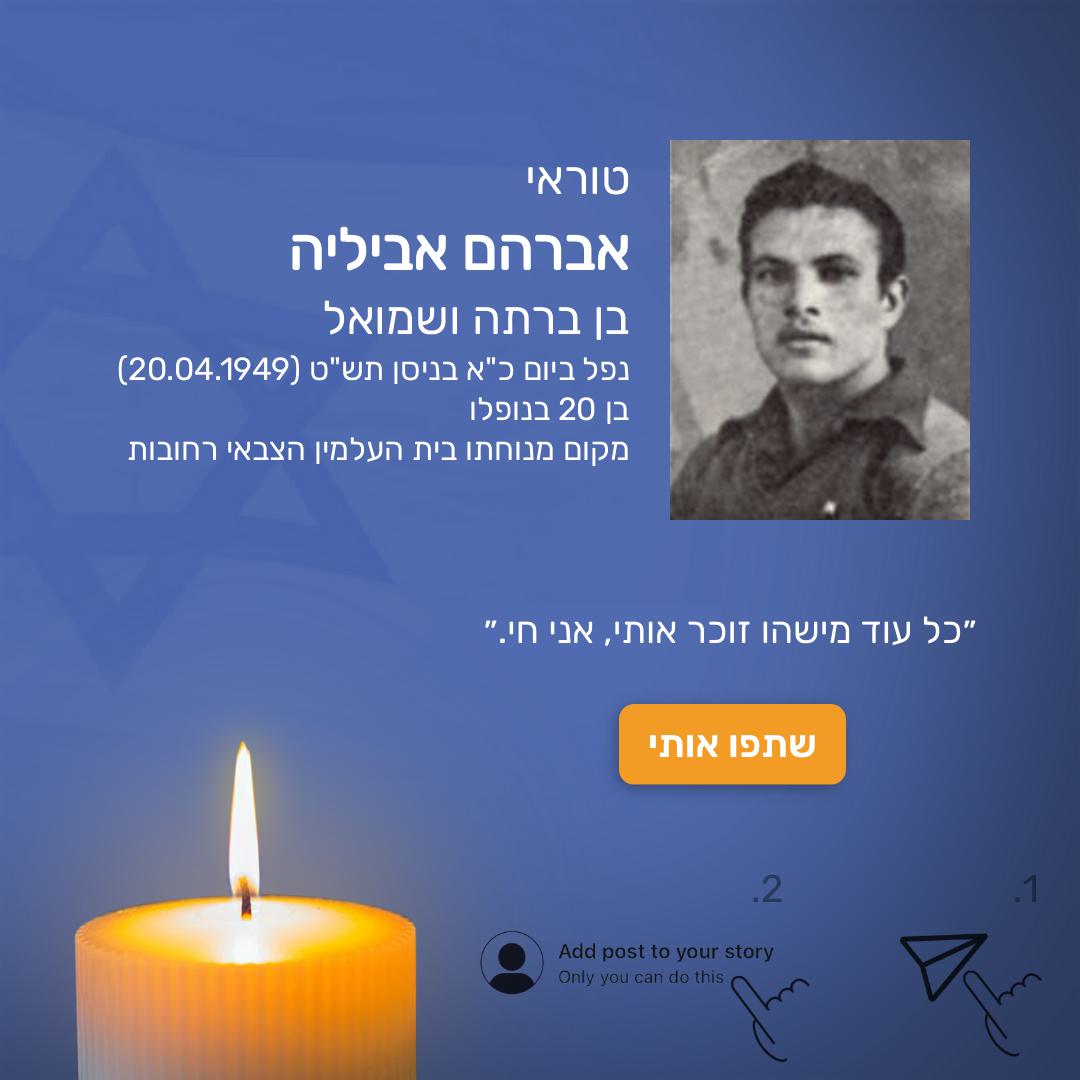 טוראי
אברהם אביליה
בן ברתה ושמואל
נפל ביום כ"א בניסן תש"ט (20.04.1949)
בן 20 בנופלו
מקום מנוחתו בית העלמין הצבאי רחובות
״כל עוד מישהו זוכר אותי, אני חי.״
שתפו אותי
.1
.2
Add post to your story
Only you can do this